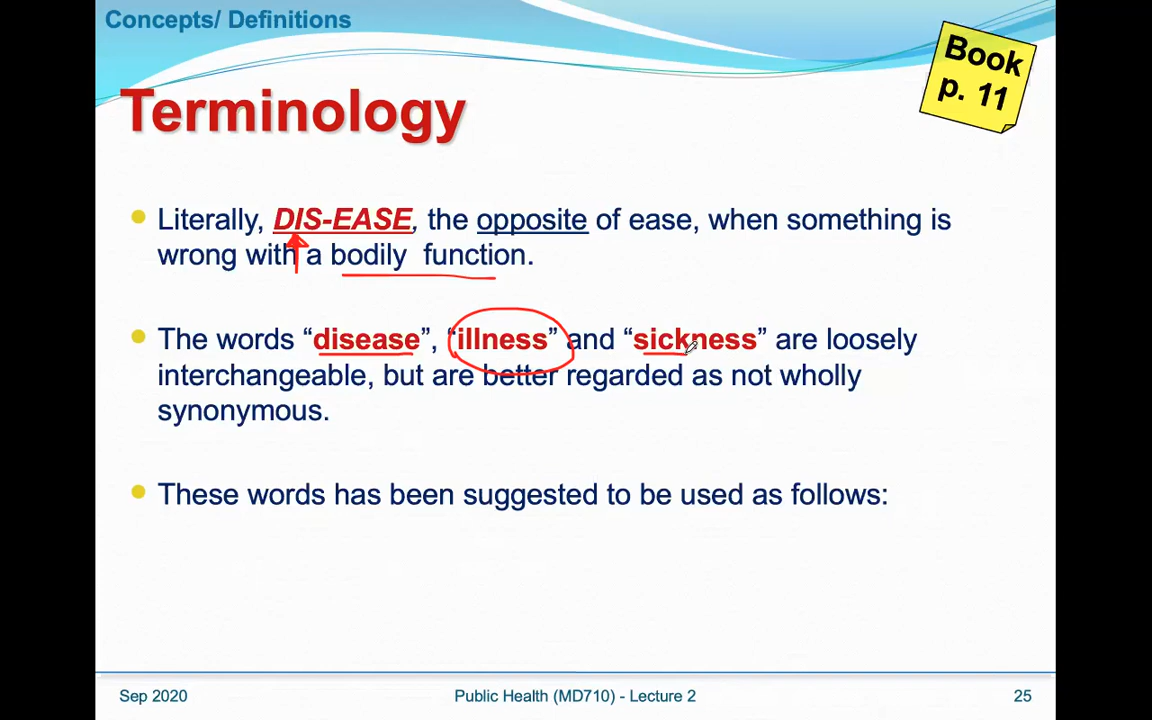 Concepts/ Definitions
Book
p. 11
Terminology
Literally, DIS-EASE, the opposite of ease, when something is
wrong with a bodily function.
The words “disease”, “illness” and “sickness” are loosely
interchangeable, but are better regarded as not wholly
synonymous.
These words has been suggested to be used as follows:
Sep 2020
Public Health (MD710) - Lecture 2
25